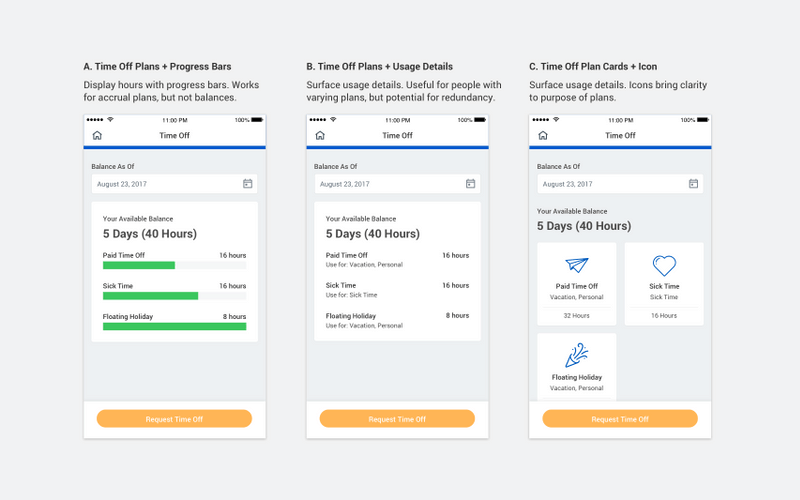 A. Time Off Plans + Progress Bars
Display hours with progress bars. Works
for accrual plans, but not balances.
11:00 PM
100%
Time Off
Balance As Of
August 23, 2017
Your Available Balance
5 Days (40 Hours)
Paid Time Off
16 hours
Sick Time
16 hours
Floating Holiday
8 hours
Request Time Off
B. Time Off Plans + Usage Details
Surface usage details. Useful for people with
varying plans, but potential for redundancy.
11:00 PM
100%
Time Off
Balance As Of
August 23, 2017
Your Available Balance
5 Days (40 Hours)
Paid Time Off
16 hours
Use for: Vacation, Personal
Sick Time
16 hours
Use for: Sick Time
Floating Holiday
8 hours
Use for: Vacation, Personal
Request Time Off
C. Time Off Plan Cards + Icon
Surface usage details. Icons bring clarity
to purpose of plans.
11:00 PM
100%
Time Off
Balance As Of
August 23, 2017
Your Available Balance
5 Days (40 Hours)
Paid Time Off
Vacation, Personal
32 Hours
Sick Time
Sick Time
16 Hours
Floating Holiday
Vacation, Personal
Request Time Off